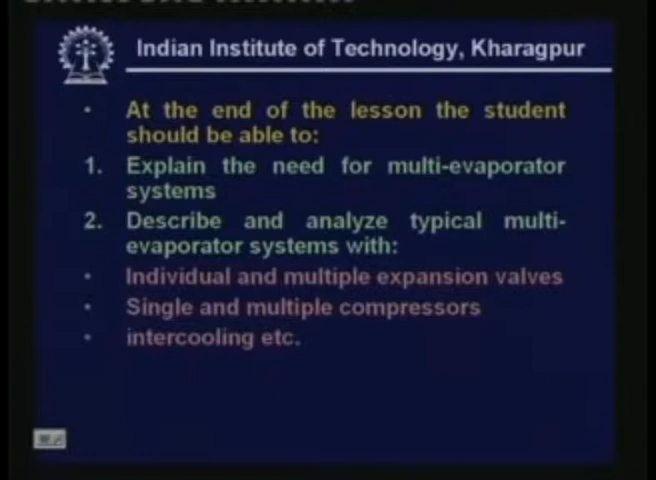 Indian Institute of Technology, Kharagpur
• At the end of the lesson the student
should be able to:
1. Explain the need for multi-evaporator
systems
2. Describe and analyze typical multi-
evaporator systems with:
• Individual and multiple expansion valves
• Single and multiple compressors
• intercooling etc.